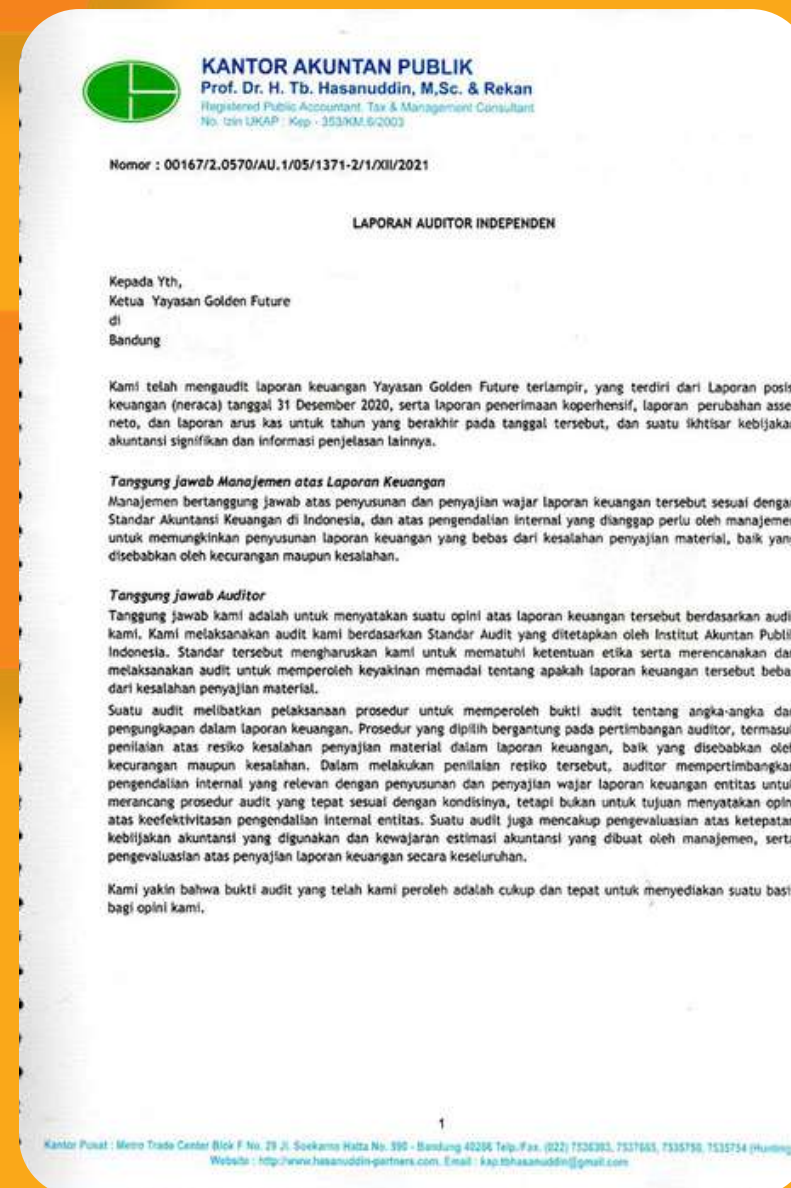 KANTOR AKUNTAN PUBLIK
Prof. Dr. H. Tb. Hasanuddin, M,Sc. & Rekan
Registered Public Accountant, Tax & Management Consultant
No. Izin UKAP : Kep - 353/KM.6/2003
Nomor : 00167/2.0570/AU.1/05/1371-2/1/XII/2021
LAPORAN AUDITOR INDEPENDEN
Kepada Yth,
Ketua Yayasan Golden Future
di
Bandung
Kami telah mengaudit laporan keuangan Yayasan Golden Future terlampir, yang terdiri dari Laporan posis
keuangan (neraca) tanggal 31 Desember 2020, serta laporan penerimaan koperhensif, laporan perubahan asse
neto, dan laporan arus kas untuk tahun yang berakhir pada tanggal tersebut, dan suatu ikhtisar kebijakan
akuntansi signifikan dan informasi penjelasan lainnya.
Tanggung jawab Manajemen atas Laporan Keuangan
Manajemen bertanggung jawab atas penyusunan dan penyajian wajar laporan keuangan tersebut sesuai dengan
Standar Akuntansi Keuangan di Indonesia, dan atas pengendalian internal yang dianggap perlu oleh manajemen
untuk memungkinkan penyusunan laporan keuangan yang bebas dari kesalahan penyajian material, baik yang
disebabkan oleh kecurangan maupun kesalahan.
Tanggung jawab Auditor
Tanggung jawab kami adalah untuk menyatakan suatu opini atas laporan keuangan tersebut berdasarkan audi
kami. Kami melaksanakan audit kami berdasarkan Standar Audit yang ditetapkan oleh Institut Akuntan Publi
Indonesia. Standar tersebut mengharuskan kami untuk mematuhi ketentuan etika serta merencanakan da
melaksanakan audit untuk memperoleh keyakinan memadai tentang apakah laporan keuangan tersebut beba
dari kesalahan penyajian material.
Suatu audit melibatkan pelaksanaan prosedur untuk memperoleh bukti audit tentang angka-angka da
pengungkapan dalam laporan keuangan. Prosedur yang dipilih bergantung pada pertimbangan auditor, termasu
penilaian atas resiko kesalahan penyajian material dalam laporan keuangan, baik yang disebabkan ole
kecurangan maupun kesalahan. Dalam melakukan penilaian resiko tersebut, auditor mempertimbangka
pengendalian internal yang relevan dengan penyusunan dan penyajian wajar laporan keuangan entitas untu
merancang prosedur audit yang tepat sesuai dengan kondisinya, tetapi bukan untuk tujuan menyatakan opin
atas keefektivitasan pengendalian internal entitas. Suatu audit juga mencakup pengevaluasian atas ketepatan
kebiijakan akuntansi yang digunakan dan kewajaran estimasi akuntansi yang dibuat oleh manajemen, serta
pengevaluasian atas penyajian laporan keuangan secara keseluruhan.
Kami yakin bahwa bukti audit yang telah kami peroleh adalah cukup dan tepat untuk menyediakan suatu basi
bagi opini kami.
1
Kantor Pusat : Metro Trade Center Blok F No. 29 Jl. Soekarno Hatta No. 590 - Bandung 40286 Telp./Fax. (022) 7536393, 7537665, 7535750, 7535754 (Hunting
Website : http://www.hasanuddin-partners.com. Email : kap.tbhasanuddin@gmail.com